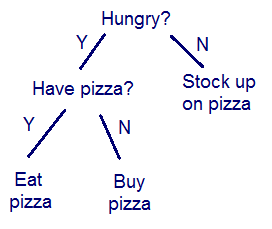 Hungry?
Y
N
Have pizza?
Stock up
on pizza
Y
N
Eat
pizza
Buy
pizza